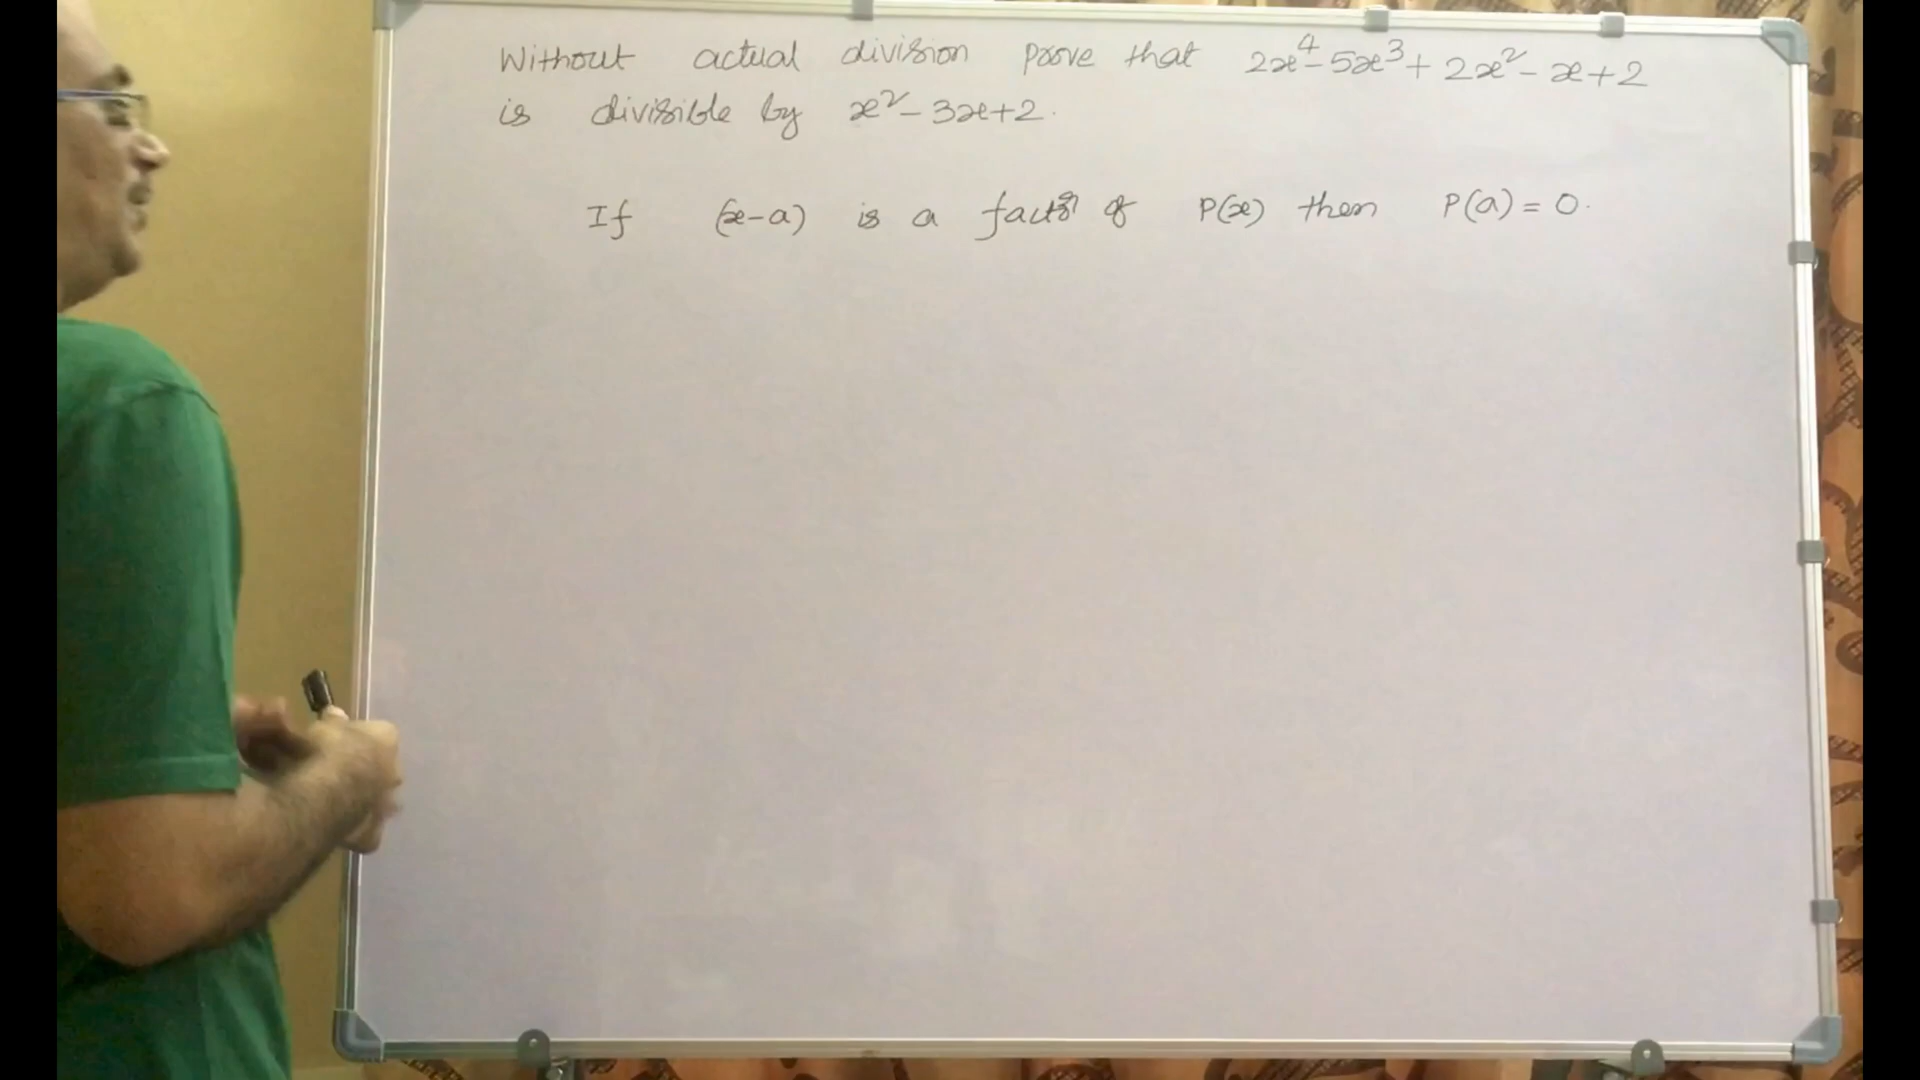 Without actual division prove that 2x⁴-5x³+2x²-x+2
is divisible by x²-3x+2.
If (x-a) is a factor of P(x) then P(a)=0.